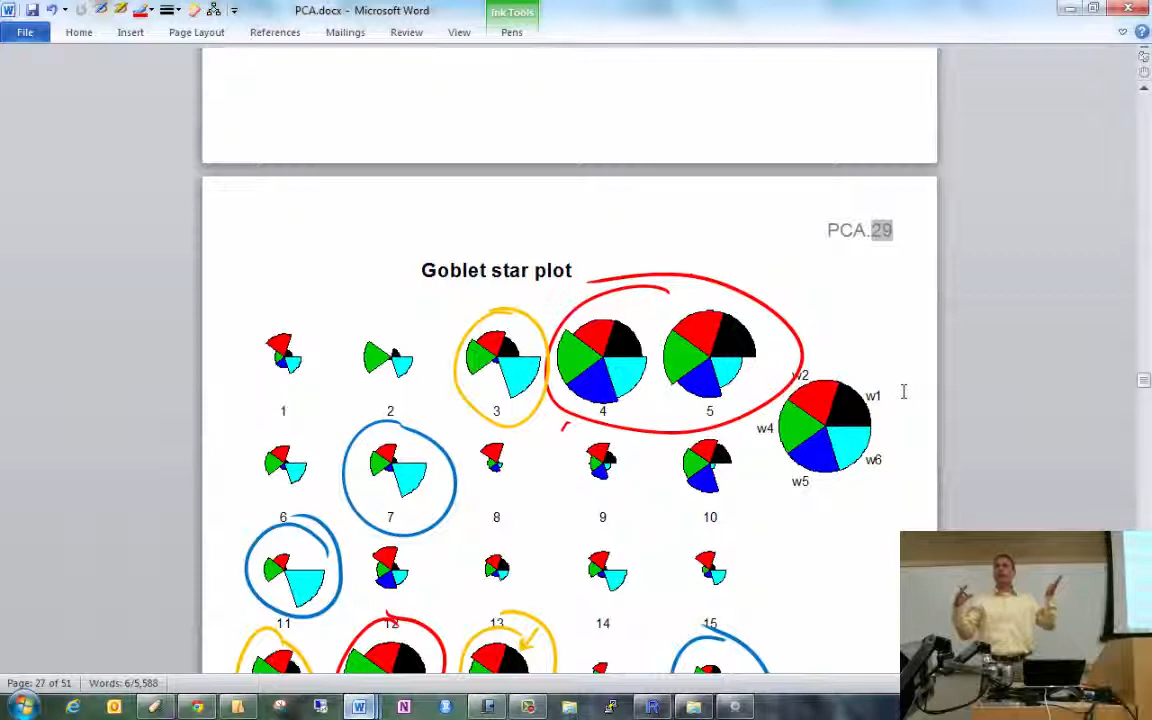 PCA.docx - Microsoft Word
Ink Tools
File Home Insert Page Layout References Mailings Review View Pens
PCA.29
Goblet star plot
1 2 3 4 5
w2
w1
w4
w6
w5
6 7 8 9 10
11 12 13 14 15
Page: 27 of 51 Words: 6/5,588